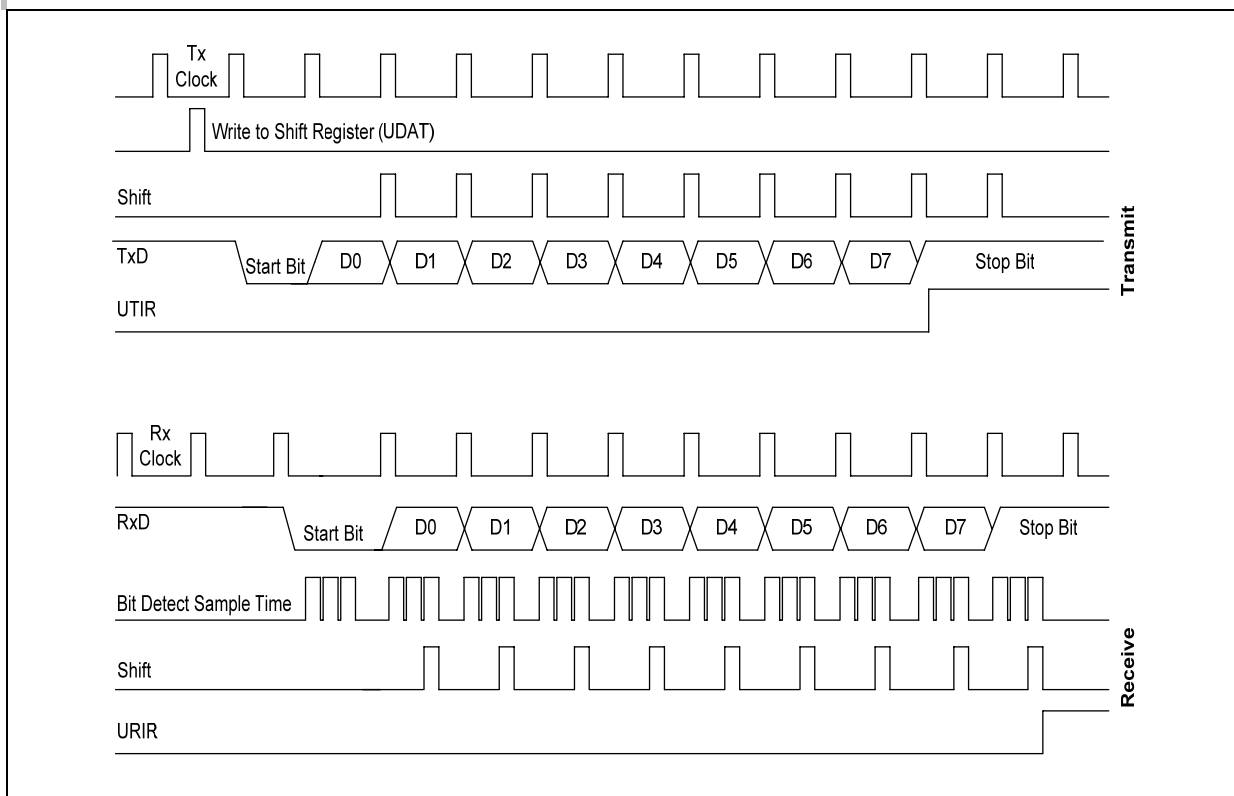 Tx
Clock
Write to Shift Register (UDAT)
Shift
TxD
Start Bit D0 D1 D2 D3 D4 D5 D6 D7 Stop Bit
UTIR
Transmit
Rx
Clock
RxD
Start Bit D0 D1 D2 D3 D4 D5 D6 D7 Stop Bit
Bit Detect Sample Time
Shift
URIR
Receive